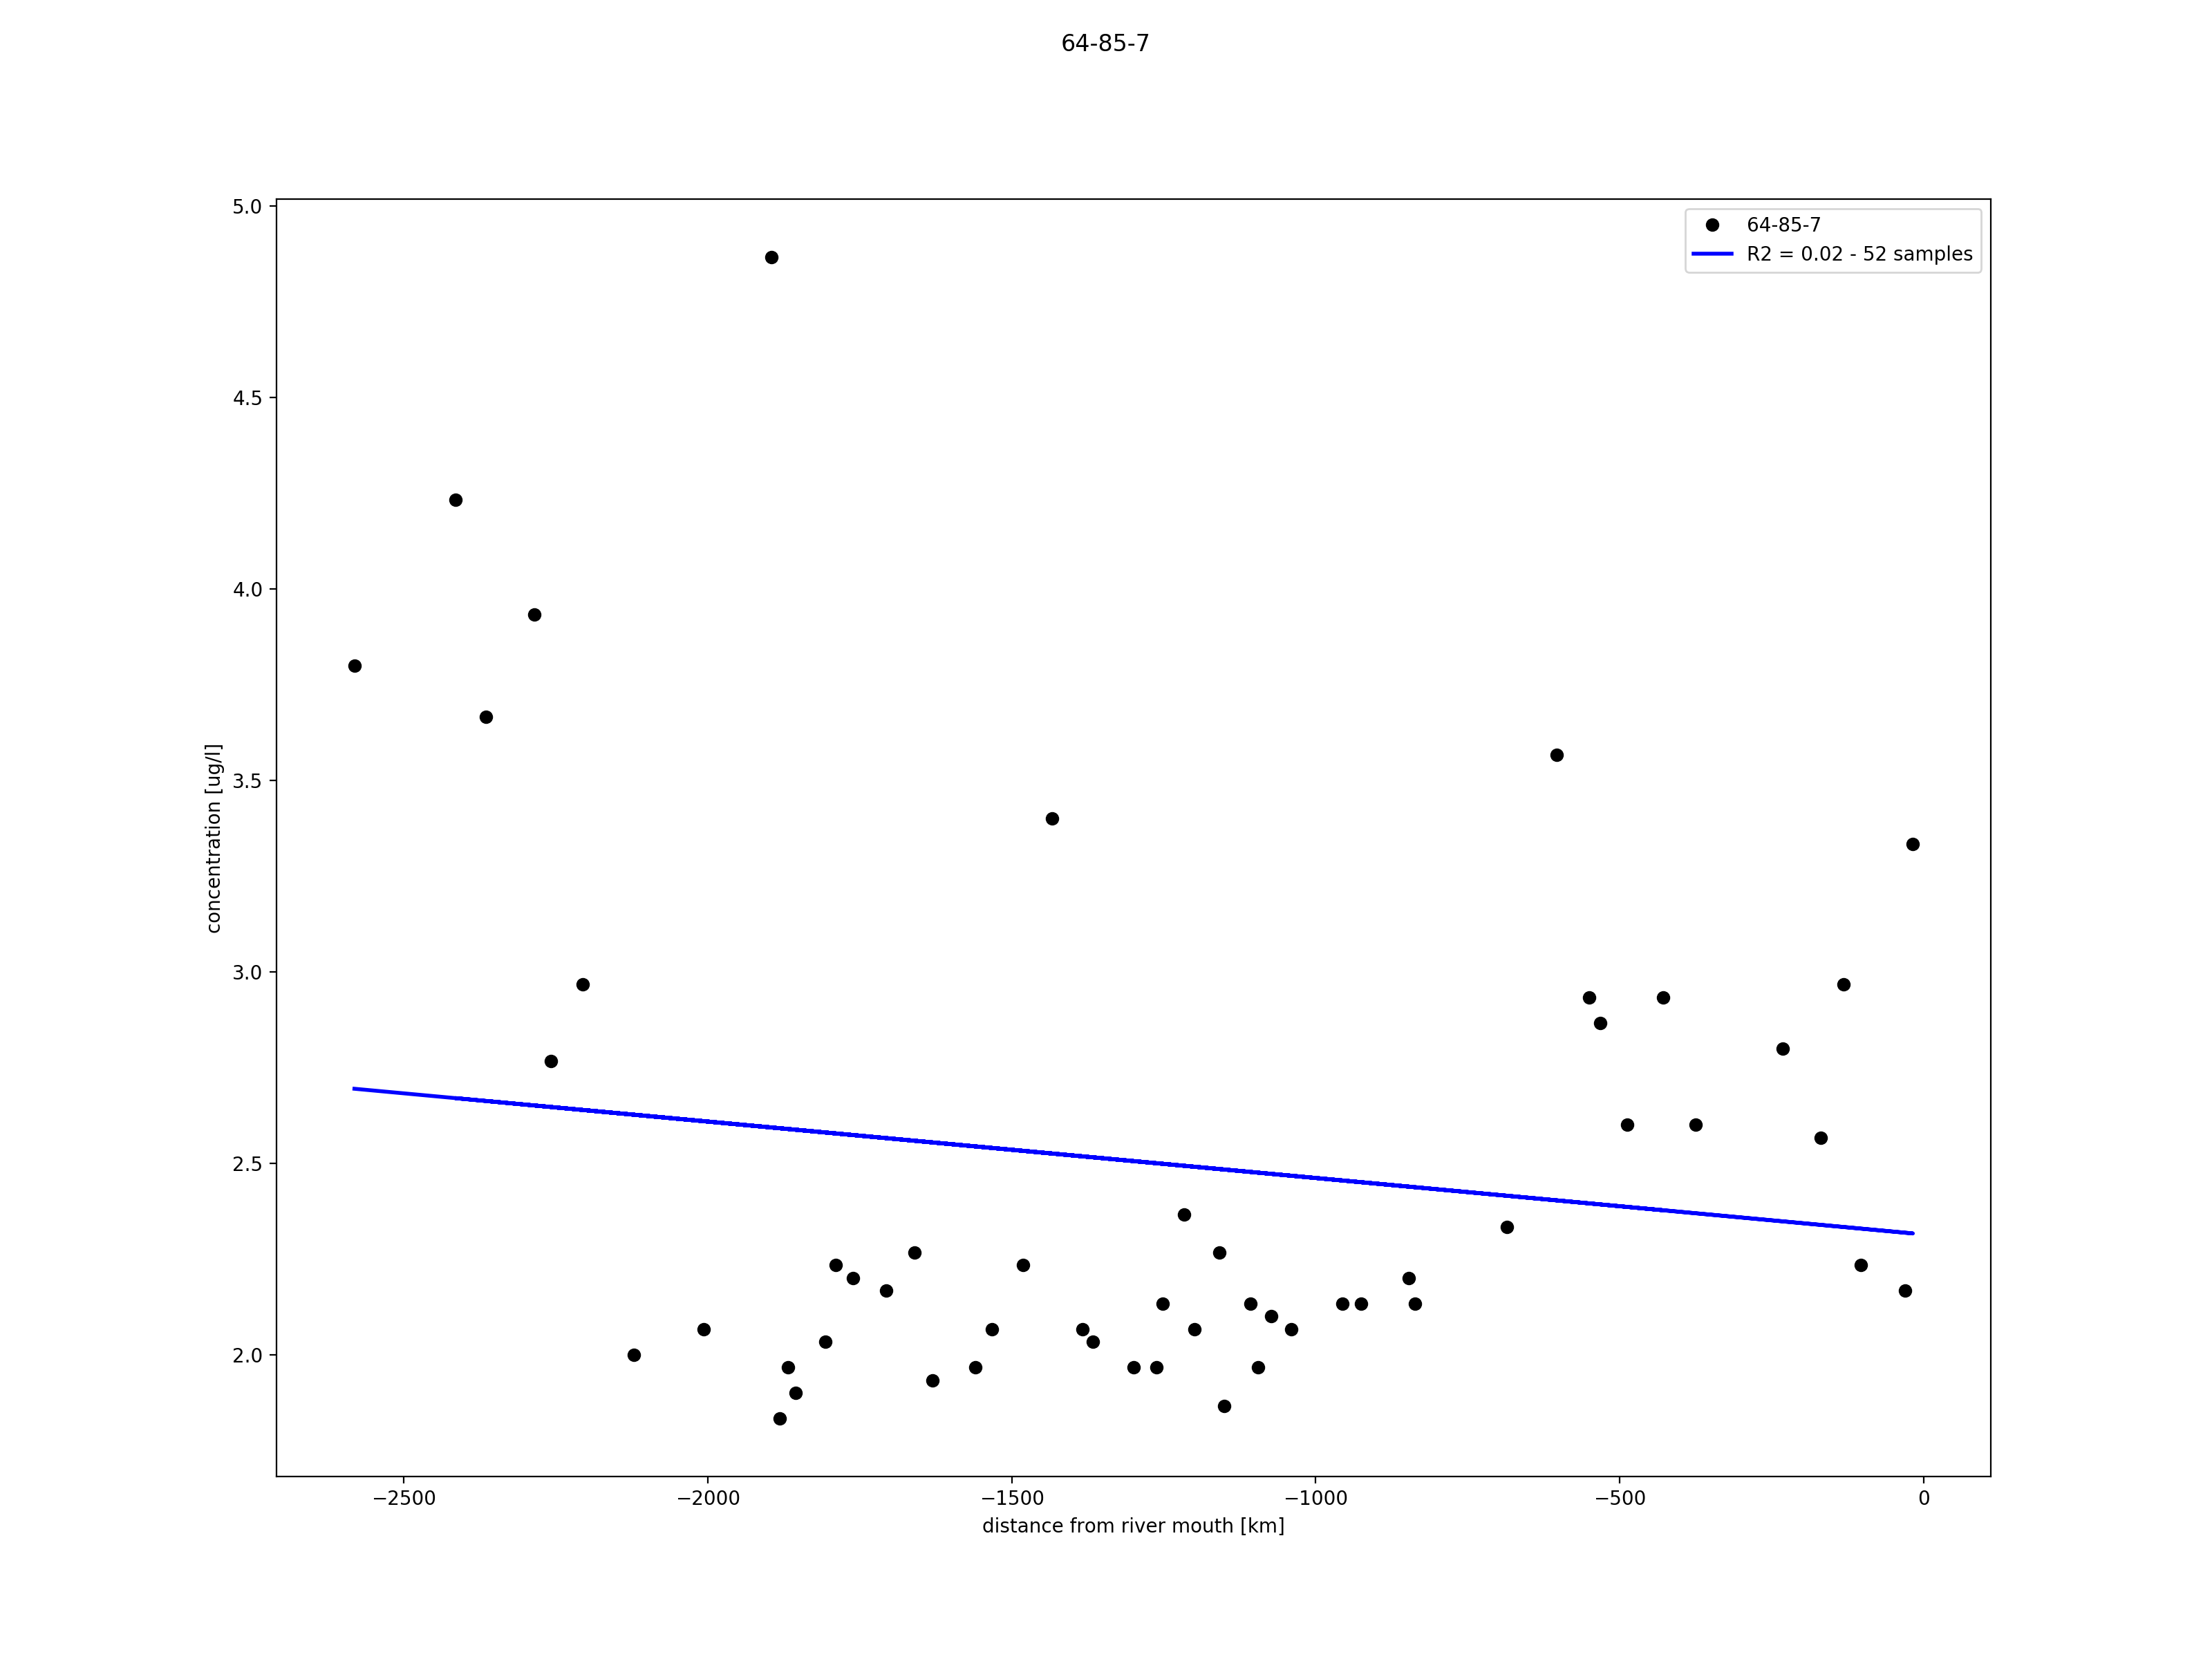 64-85-7
64-85-7
R2 = 0.02 - 52 samples
5.0
4.5
4.0
3.5
3.0
2.5
2.0
concentration [ug/l]
−2500 −2000 −1500 −1000 −500 0
distance from river mouth [km]